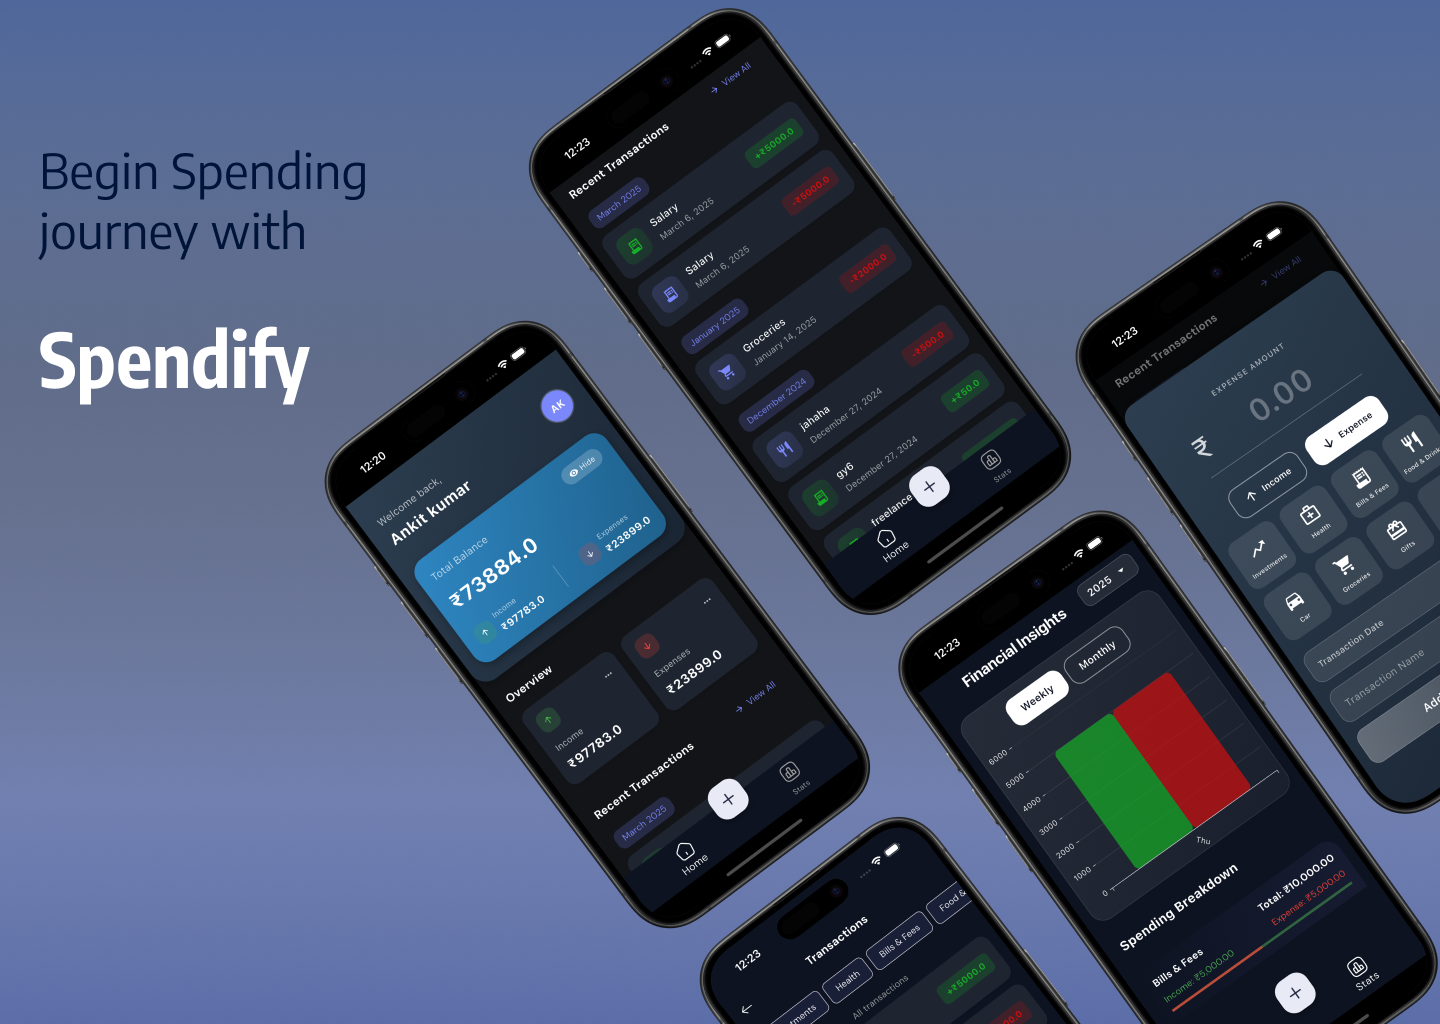 Begin Spending
journey with
Spendify
12:23
View All
Recent Transactions
March 2025
Salary
March 6, 2025
+₹5000.0
Salary
March 6, 2025
-₹5000.0
January 2025
Groceries
January 14, 2025
-₹2000.0
December 2024
jahaha
December 27, 2024
-₹500.0
gy6
December 27, 2024
+₹50.0
freelance
Home
Stats
12:20
AK
Welcome back,
Ankit kumar
Hide
Total Balance
₹73884.0
Income
₹97783.0
Expenses
₹23899.0
Overview
Income
₹97783.0
Expenses
₹23899.0
Recent Transactions
View All
March 2025
Home
Stats
12:23
View All
Recent Transactions
EXPENSE AMOUNT
₹
0.00
Income
Expense
Investments
Health
Bills & Fees
Food & Drink
Car
Groceries
Gifts
Transaction Date
Transaction Name
Add
12:23
Financial Insights
2025
Weekly
Monthly
6000
5000
4000
3000
2000
1000
0
Thu
Spending Breakdown
Bills & Fees
Total: ₹10,000.00
Income: ₹5,000.00
Expense: ₹5,000.00
Stats
12:23
Transactions
tments
Health
Bills & Fees
Food &
All transactions
+₹5000.0